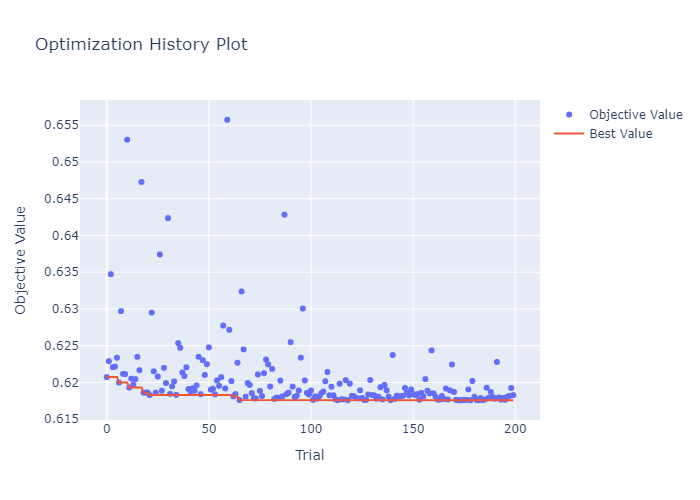 Optimization History Plot
Objective Value
Best Value
0.655
0.65
0.645
0.64
0.635
0.63
0.625
0.62
0.615
Objective Value
0
50
100
150
200
Trial